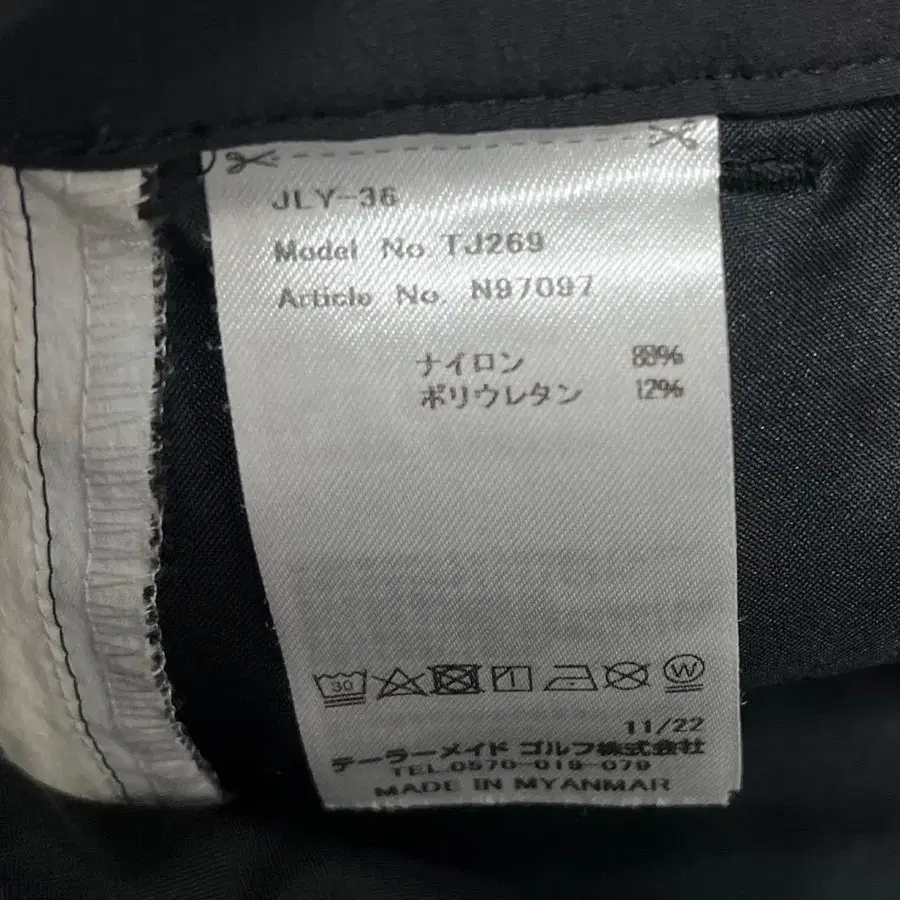 JLY-36
Model No TJ269
Article No. N97097
ナイロン 88%
ポリウレタン 12%
30
W
11/22
テーラーメイド ゴルフ株式会社
TEL.0570-019-079
MADE IN MYANMAR